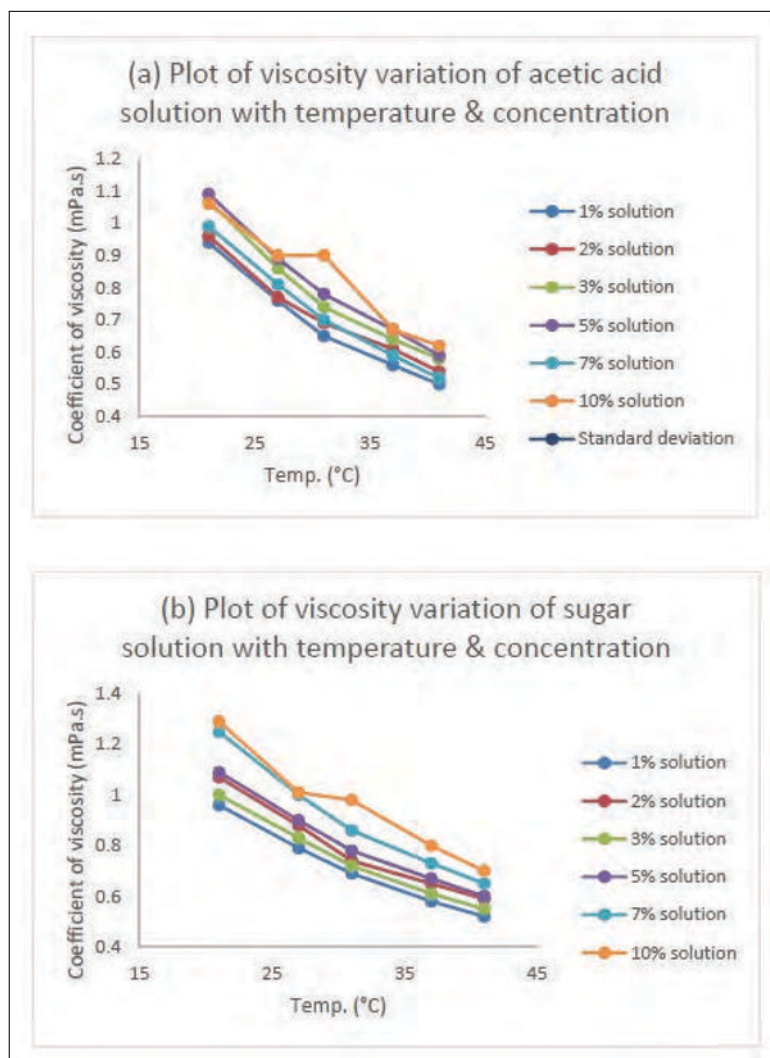 (a) Plot of viscosity variation of acetic acid
solution with temperature & concentration
Coefficient of viscosity (mPa.s)
1.2
1.1
1
0.9
0.8
0.7
0.6
0.5
0.4
15
25
35
45
Temp. (°C)
1% solution
2% solution
3% solution
5% solution
7% solution
10% solution
Standard deviation
(b) Plot of viscosity variation of sugar
solution with temperature & concentration
Coefficient of viscosity (mPa.s)
1.4
1.2
1
0.8
0.6
0.4
15
25
35
45
Temp. (°C)
1% solution
2% solution
3% solution
5% solution
7% solution
10% solution